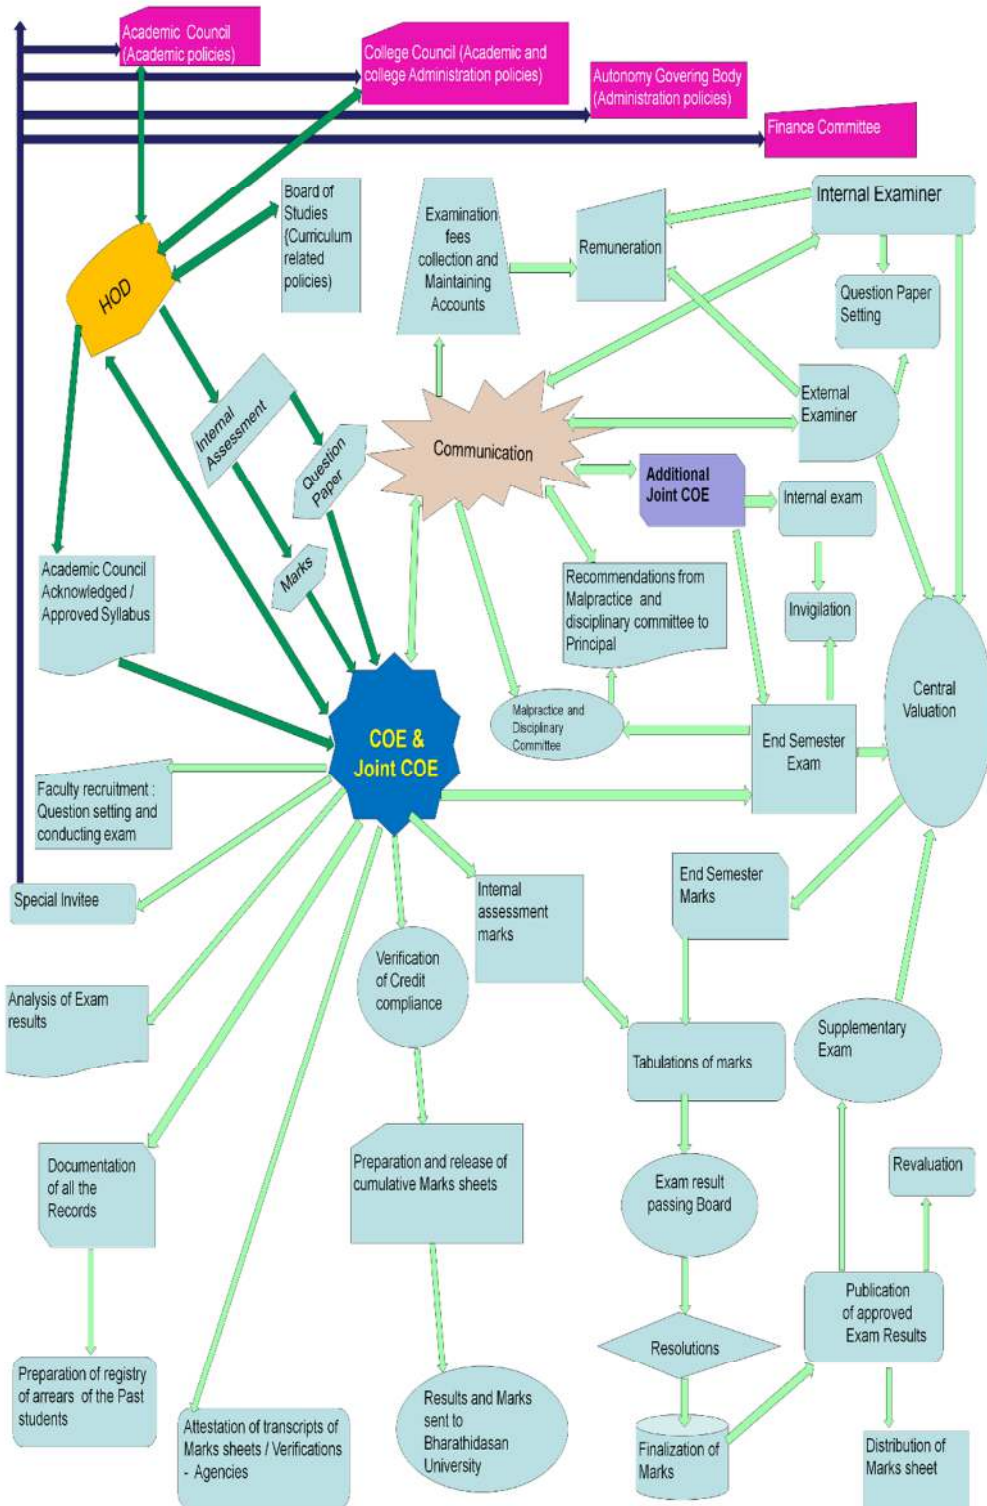 Academic Council
(Academic policies)
College Council (Academic and
college Administration policies)
Autonomy Govering Body
(Administration policies)
Finance Committee
HOD
Board of
Studies
{Curriculum
related
policies)
Examination
fees
collection and
Maintaining
Accounts
Remuneration
Internal Examiner
Question Paper
Setting
External
Examiner
Internal
Assessment
Question
Paper
Marks
Communication
Additional
Joint COE
Internal exam
Invigilation
Academic Council
Acknowledged /
Approved Syllabus
Recommendations from
Malpractice and
disciplinary committee to
Principal
Malpractice and
Disciplinary
Committee
Central
Valuation
COE &
Joint COE
End Semester
Exam
Faculty recruitment :
Question setting and
conducting exam
Special Invitee
Internal
assessment
marks
End Semester
Marks
Verification
of Credit
compliance
Analysis of Exam
results
Supplementary
Exam
Tabulations of marks
Documentation
of all the
Records
Preparation and release of
cumulative Marks sheets
Exam result
passing Board
Revaluation
Publication
of approved
Exam Results
Resolutions
Preparation of registry
of arrears of the Past
students
Attestation of transcripts of
Marks sheets / Verifications
- Agencies
Results and Marks
sent to
Bharathidasan
University
Finalization of
Marks
Distribution of
Marks sheet